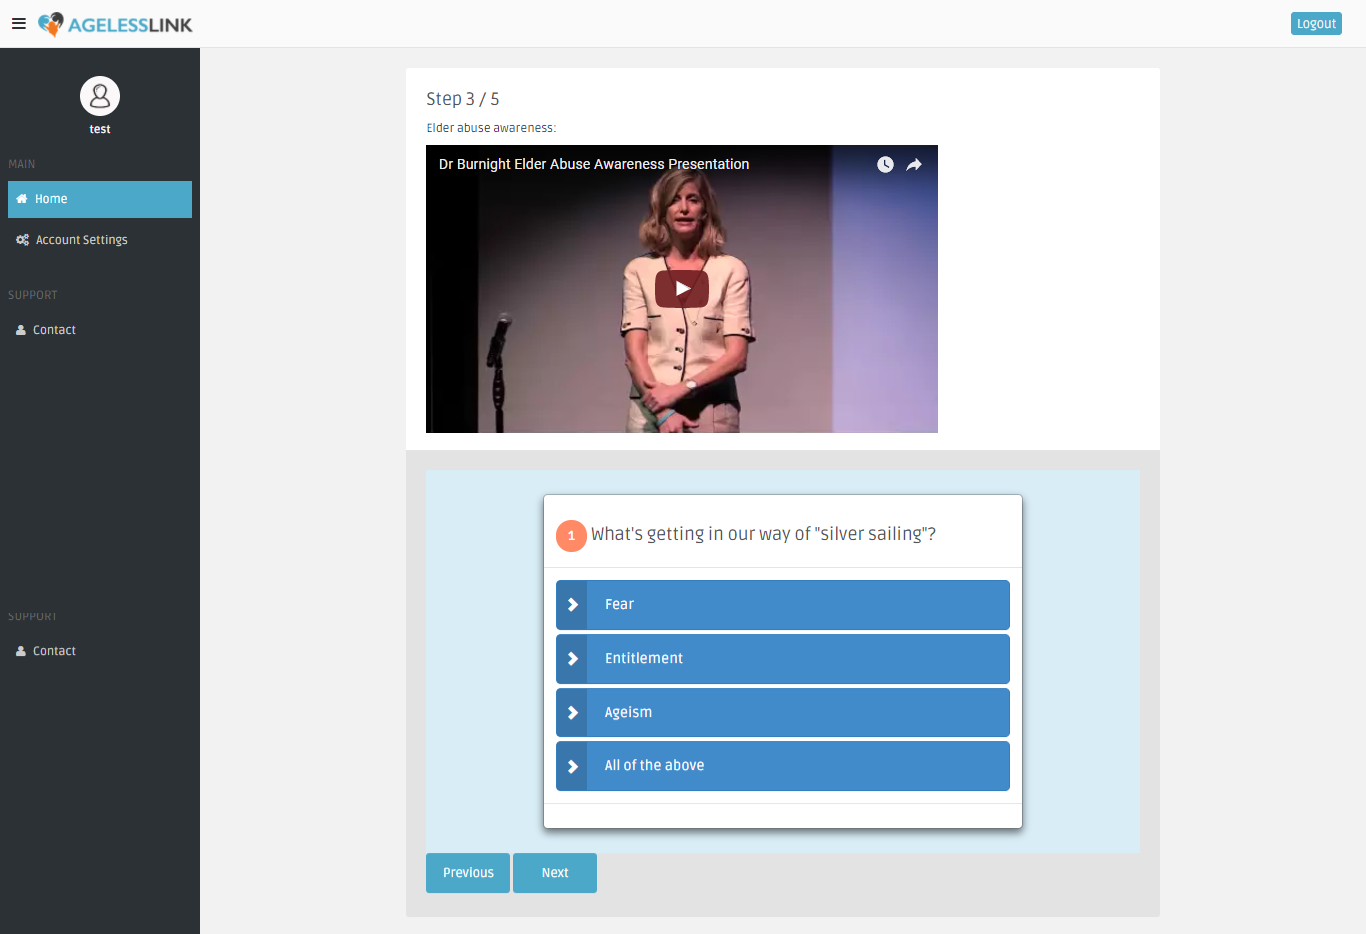 AGELESSLINK
Logout
test
MAIN
Home
Account Settings
SUPPORT
Contact
SUPPORT
Contact
Step 3 / 5
Elder abuse awareness:
Dr Burnight Elder Abuse Awareness Presentation
1 What's getting in our way of "silver sailing"?
Fear
Entitlement
Ageism
All of the above
Previous Next